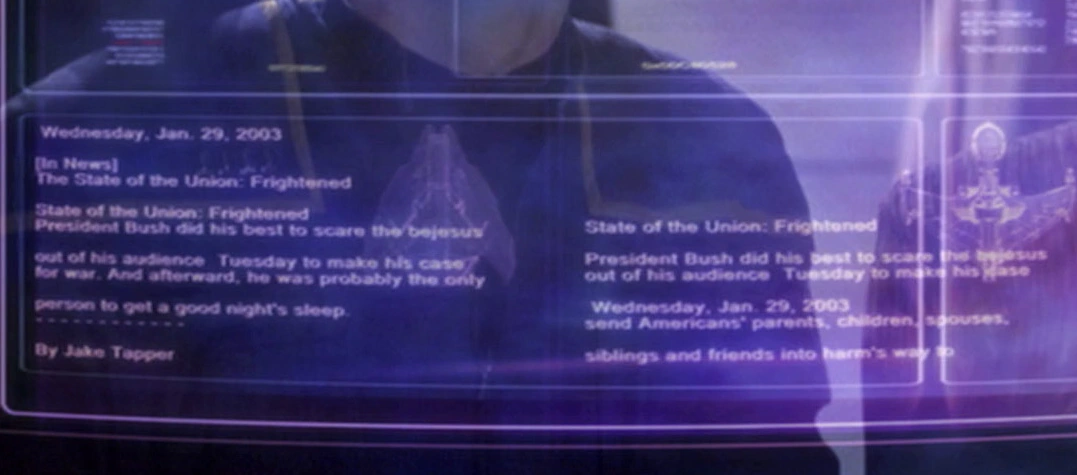 Wednesday, Jan. 29, 2003
[In News]
The State of the Union: Frightened
State of the Union: Frightened
President Bush did his best to scare the bejesus
out of his audience Tuesday to make his case
for war. And afterward, he was probably the only
person to get a good night's sleep.
------------
By Jake Tapper
State of the Union: Frightened
President Bush did his best to scare the bejesus
out of his audience Tuesday to make his case
Wednesday, Jan. 29, 2003
send Americans' parents, children, spouses,
siblings and friends into harm's way to